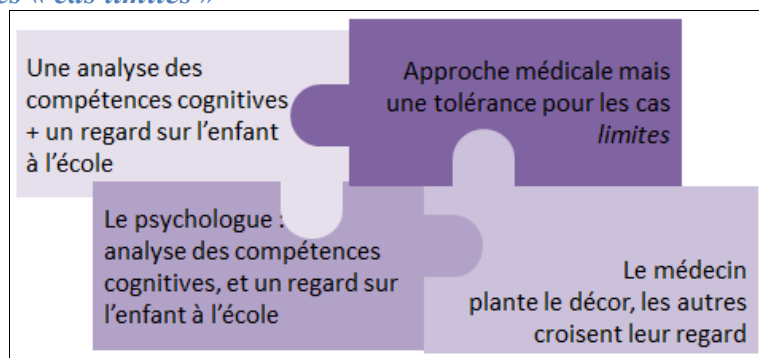 es « cas limites »
Une analyse des
compétences cognitives
+ un regard sur l'enfant
à l'école
Approche médicale mais
une tolérance pour les cas
limites
Le psychologue :
analyse des compétences
cognitives, et un regard sur
l'enfant à l'école
Le médecin
plante le décor, les autres
croisent leur regard